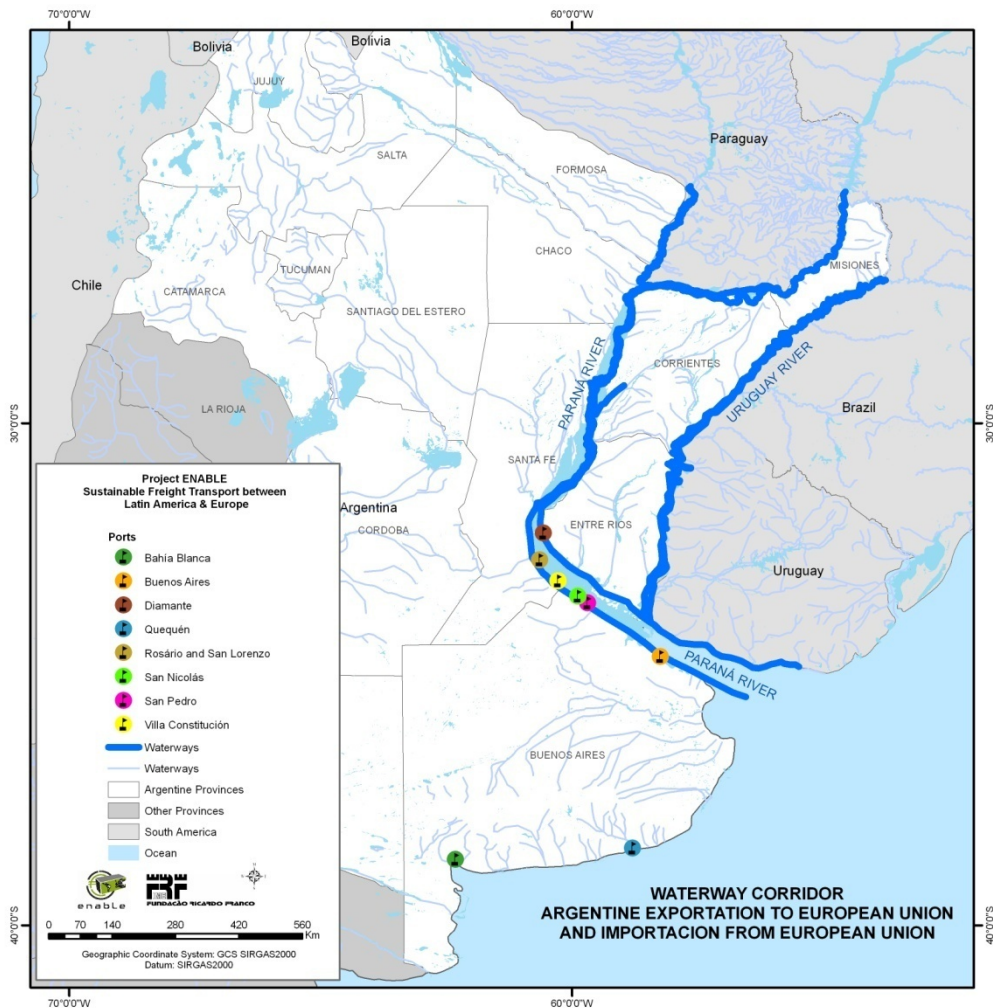 70°0'0"W
60°0'0"W
Bolivia
Bolivia
JUJUY
Paraguay
SALTA
FORMOSA
CHACO
MISIONES
TUCUMAN
Chile
CATAMARCA
SANTIAGO DEL ESTERO
PARANÁ RIVER
CORRIENTES
URUGUAY RIVER
LA RIOJA
Brazil
30°0'0"S
30°0'0"S
SANTA FE
Argentina
CORDOBA
ENTRE RIOS
Uruguay
PARANÁ RIVER
BUENOS AIRES
Project ENABLE
Sustainable Freight Transport between
Latin America & Europe
Ports
Bahia Blanca
Buenos Aires
Diamante
Quequén
Rosário and San Lorenzo
San Nicolás
San Pedro
Villa Constitución
Waterways
Waterways
Argentine Provinces
Other Provinces
South America
Ocean
enable
FRF
FUNDAÇÃO RICARDO FRANCO
0 70 140 280 420 560
Km
Geographic Coordinate System: GCS SIRGAS2000
Datum: SIRGAS2000
WATERWAY CORRIDOR
ARGENTINE EXPORTATION TO EUROPEAN UNION
AND IMPORTACION FROM EUROPEAN UNION
40°0'0"S
40°0'0"S
70°0'0"W
60°0'0"W